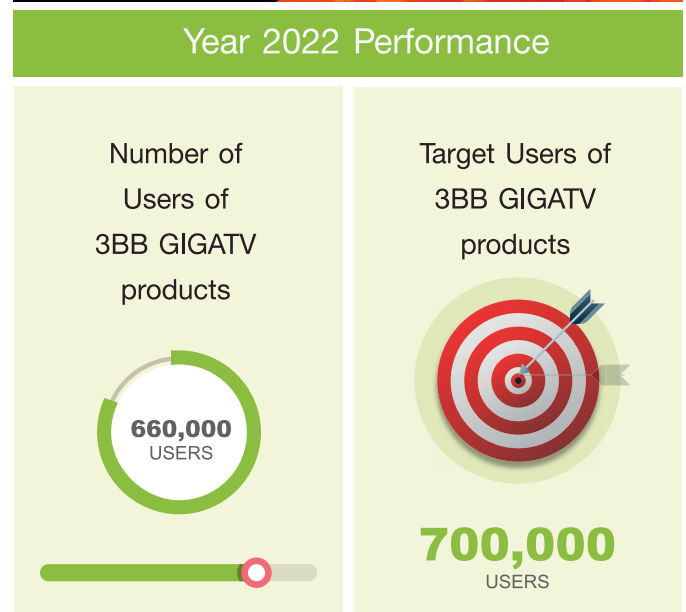 Year 2022 Performance
Number of
Users of
3BB GIGATV
products
660,000
USERS
Target Users of
3BB GIGATV
products
700,000
USERS